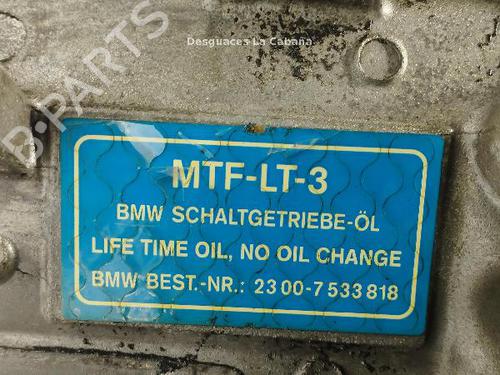 Desguaces La Cabaña
B-PARTS
MTF-LT-3
BMW SCHALTGETRIEBE-ÖL
LIFE TIME OIL, NO OIL CHANGE
BMW BEST.-NR.: 23 00-7 533 818